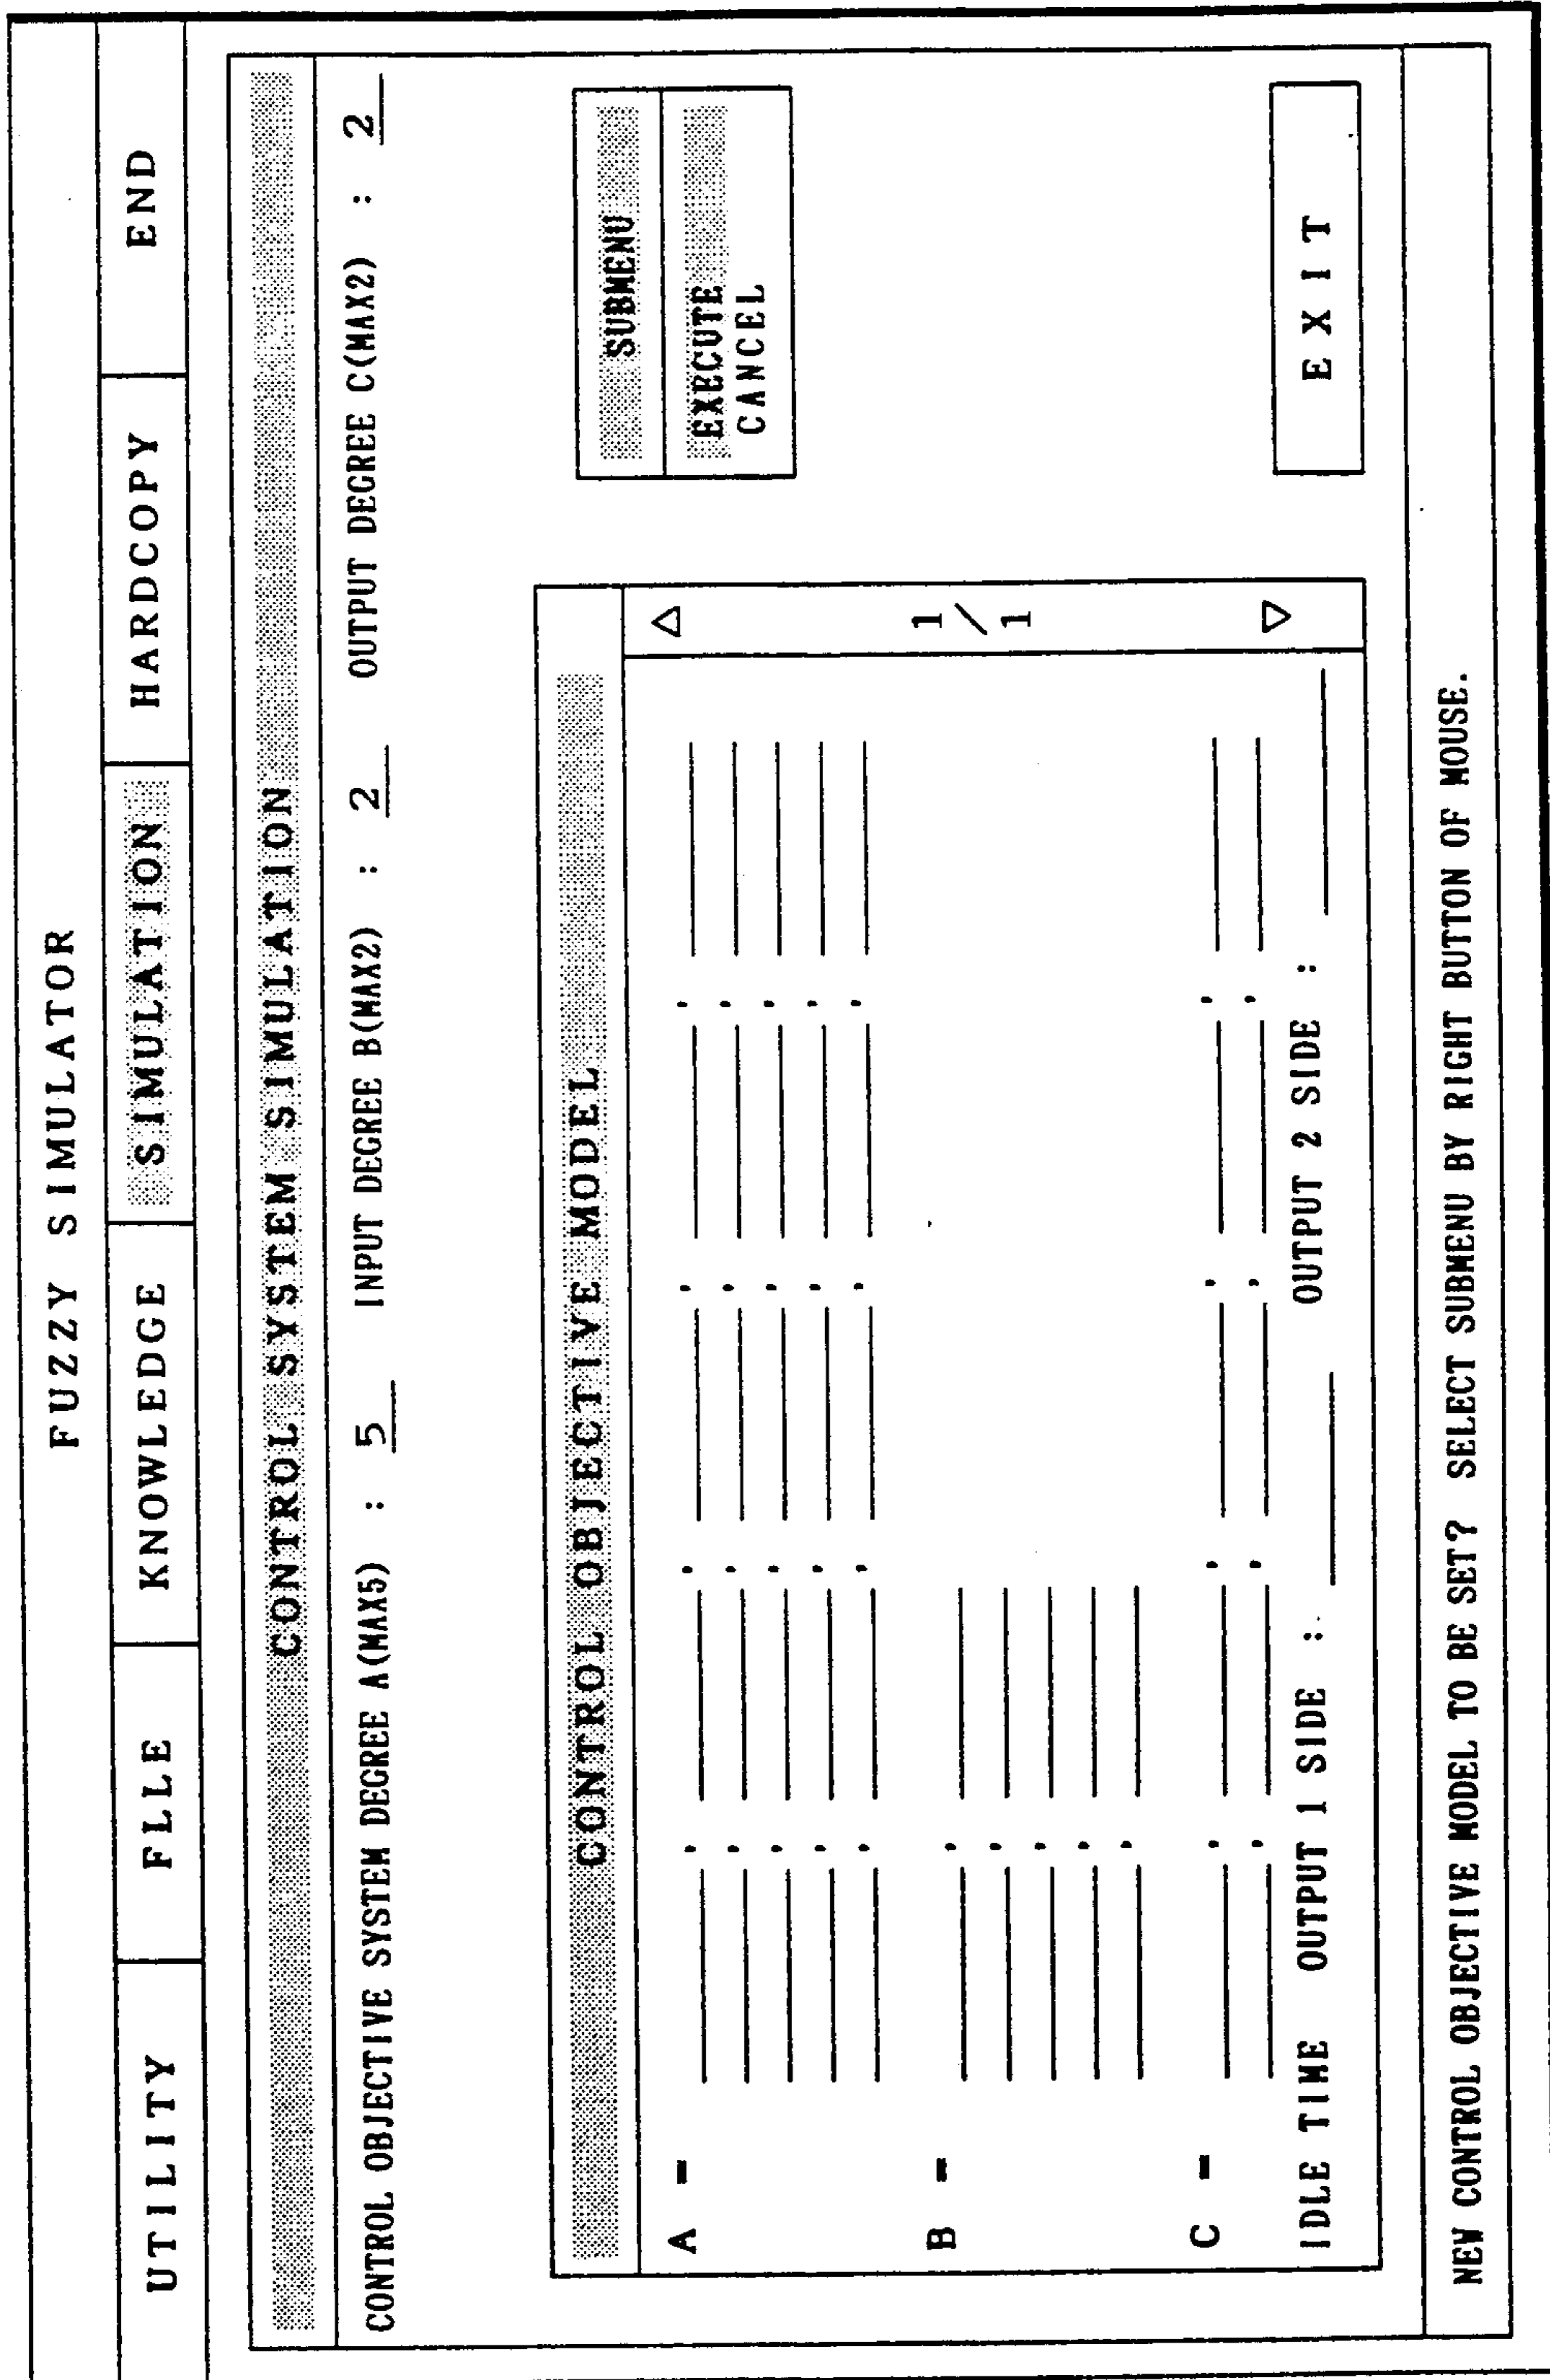 FUZZY SIMULATOR
UTILITY FLLE KNOWLEDGE SIMULATION HARDCOPY END
CONTROL SYSTEM SIMULATION
CONTROL OBJECTIVE SYSTEM DEGREE A(MAX5) : 5 INPUT DEGREE B(MAX2) : 2 OUTPUT DEGREE C(MAX2) : 2
CONTROL OBJECTIVE MODEL
A =
B =
C =
IDLE TIME OUTPUT 1 SIDE : OUTPUT 2 SIDE :
1/1
SUBMENU
EXECUTE
CANCEL
EXIT
NEW CONTROL OBJECTIVE MODEL TO BE SET? SELECT SUBMENU BY RIGHT BUTTON OF MOUSE.